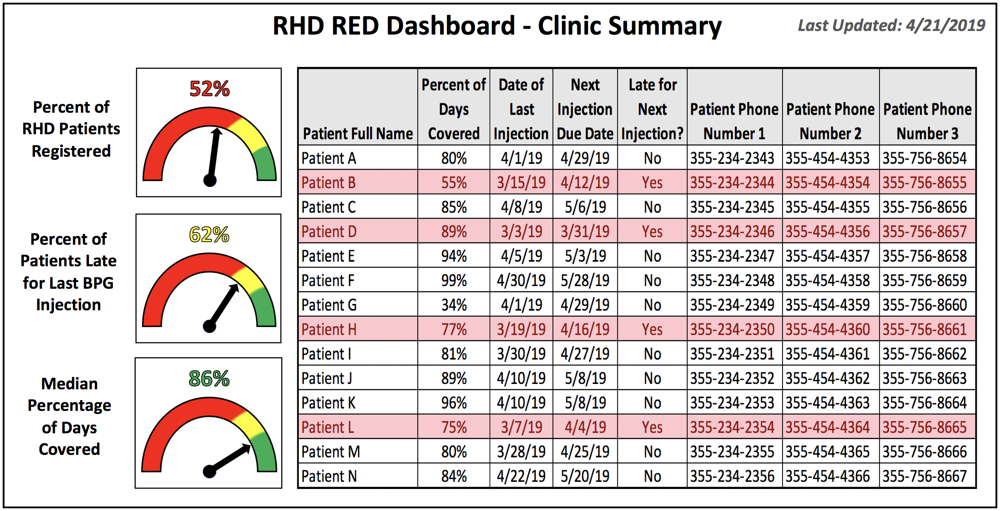 RHD RED Dashboard - Clinic Summary
Last Updated: 4/21/2019
Percent of
RHD Patients
Registered
52%
Percent of
Patients Late
for Last BPG
Injection
62%
Median
Percentage
of Days
Covered
86%
Patient Full Name Percent of Days Covered Date of Last Injection Next Injection Due Date Late for Next Injection? Patient Phone Number 1 Patient Phone Number 2 Patient Phone Number 3
Patient A 80% 4/1/19 4/29/19 No 355-234-2343 355-454-4353 355-756-8654
Patient B 55% 3/15/19 4/12/19 Yes 355-234-2344 355-454-4354 355-756-8655
Patient C 85% 4/8/19 5/6/19 No 355-234-2345 355-454-4355 355-756-8656
Patient D 89% 3/3/19 3/31/19 Yes 355-234-2346 355-454-4356 355-756-8657
Patient E 94% 4/5/19 5/3/19 No 355-234-2347 355-454-4357 355-756-8658
Patient F 99% 4/30/19 5/28/19 No 355-234-2348 355-454-4358 355-756-8659
Patient G 34% 4/1/19 4/29/19 No 355-234-2349 355-454-4359 355-756-8660
Patient H 77% 3/19/19 4/16/19 Yes 355-234-2350 355-454-4360 355-756-8661
Patient I 81% 3/30/19 4/27/19 No 355-234-2351 355-454-4361 355-756-8662
Patient J 89% 4/10/19 5/8/19 No 355-234-2352 355-454-4362 355-756-8663
Patient K 96% 4/10/19 5/8/19 No 355-234-2353 355-454-4363 355-756-8664
Patient L 75% 3/7/19 4/4/19 Yes 355-234-2354 355-454-4364 355-756-8665
Patient M 80% 3/28/19 4/25/19 No 355-234-2355 355-454-4365 355-756-8666
Patient N 84% 4/22/19 5/20/19 No 355-234-2356 355-454-4366 355-756-8667